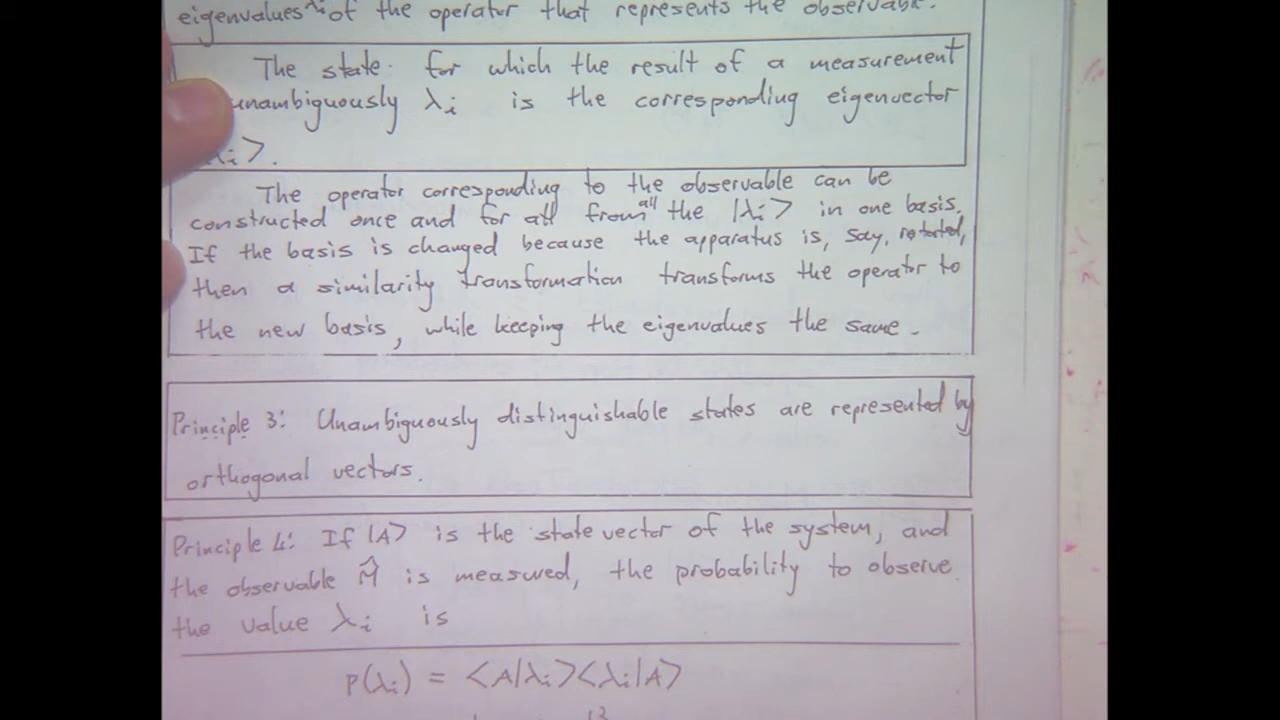 eigenvalues λi of the operator that represents the observable.
The state for which the result of a measurement
unambiguously λi is the corresponding eigenvector
λi>.
The operator corresponding to the observable can be
constructed once and for all from all the |λi> in one basis.
If the basis is changed because the apparatus is, say, rotated,
then a similarity transformation transforms the operator to
the new basis, while keeping the eigenvalues the same.
Principle 3: Unambiguously distinguishable states are represented by
orthogonal vectors.
Principle 4: If |A> is the state vector of the system, and
the observable M̂ is measured, the probability to observe
the value λi is
P(λi) = <A|λi><λi|A>